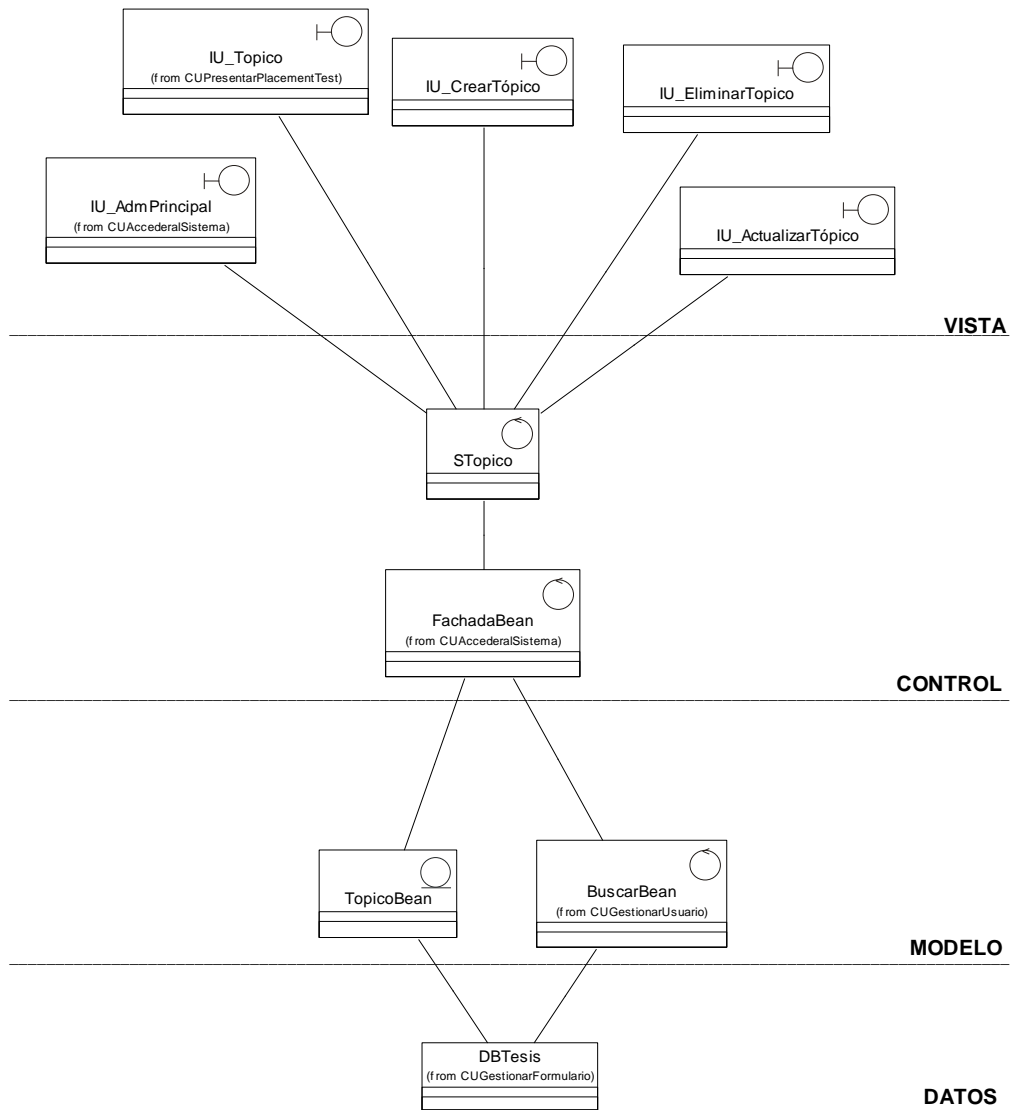 IU_Topico
(from CUPresentarPlacementTest)
IU_CrearTópico
IU_EliminarTopico
IU_AdmPrincipal
(from CUAccederalSistema)
IU_ActualizarTópico
VISTA
STopico
FachadaBean
(from CUAccederalSistema)
CONTROL
TopicoBean
BuscarBean
(from CUGestionarUsuario)
MODELO
DBTesis
(from CUGestionarFormulario)
DATOS